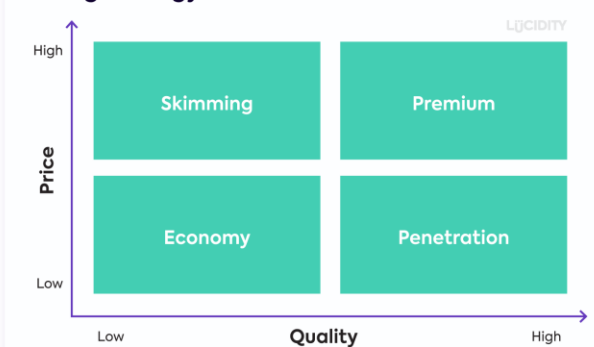 LUCIDITY
High
Skimming
Premium
Price
Economy
Penetration
Low
Low
Quality
High